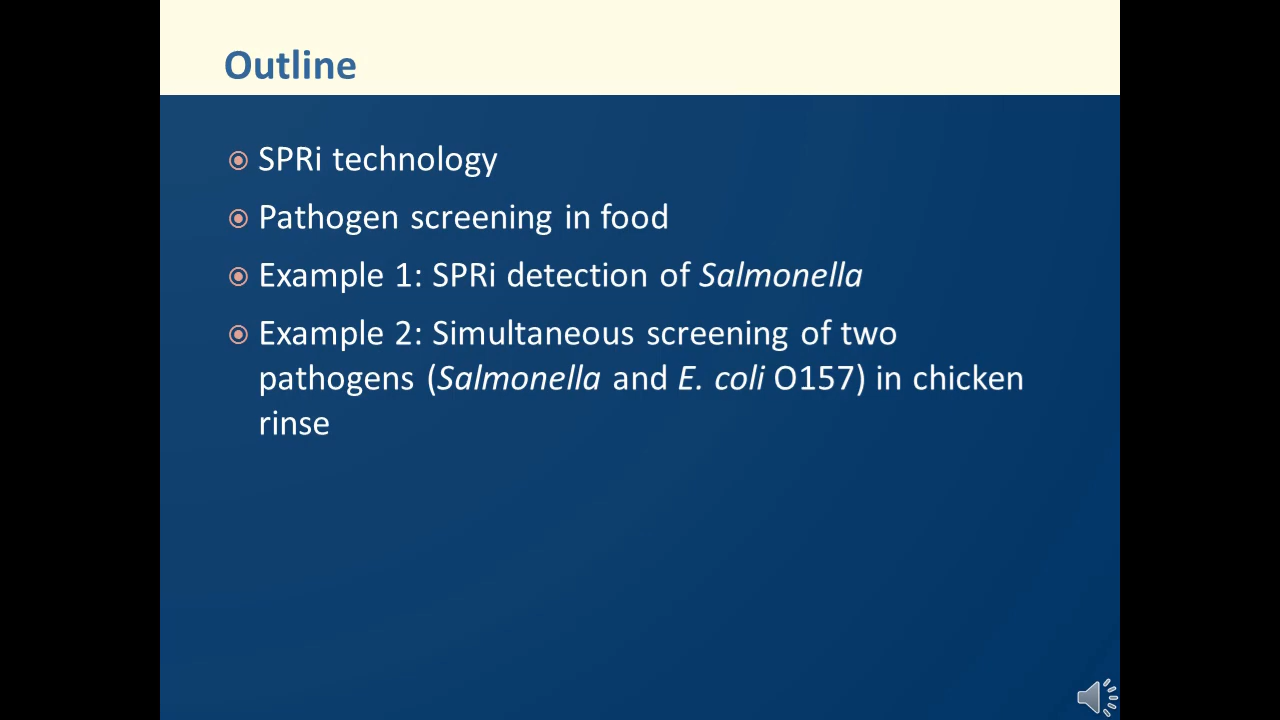 Outline
SPRi technology
Pathogen screening in food
Example 1: SPRi detection of Salmonella
Example 2: Simultaneous screening of two
pathogens (Salmonella and E. coli O157) in chicken
rinse